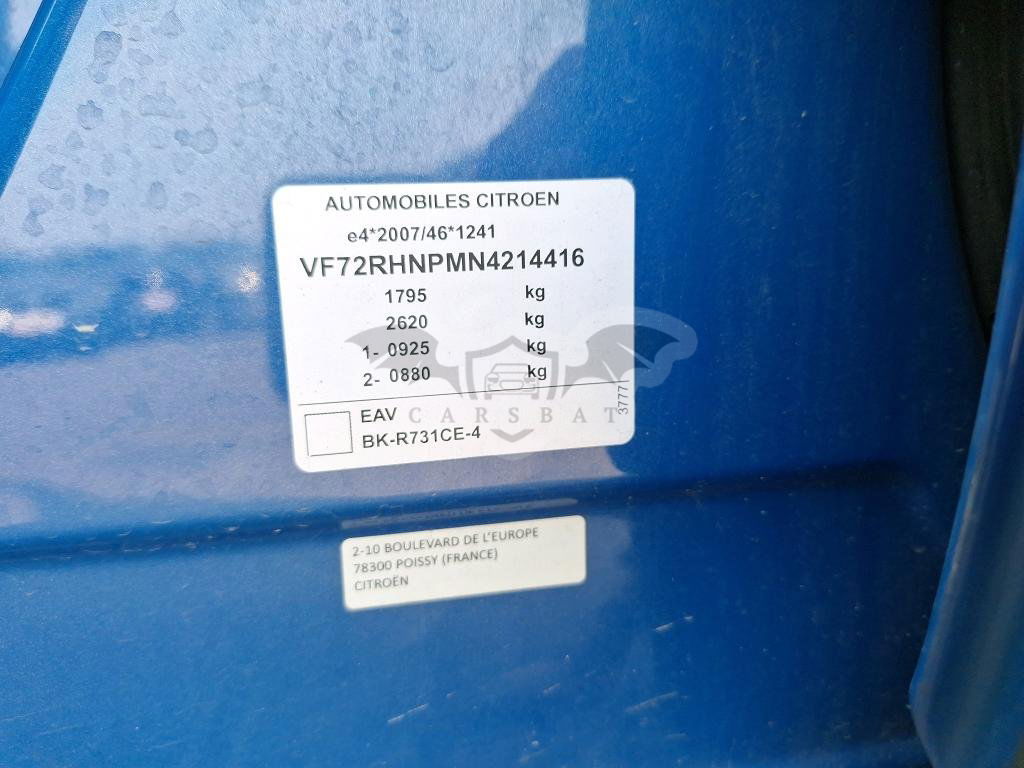 AUTOMOBILES CITROEN
e4*2007/46*1241
VF72RHNPMN4214416
1795 kg
2620 kg
1- 0925 kg
2- 0880 kg
37771
EAV
BK-R731CE-4
CARSBAT
2-10 BOULEVARD DE L'EUROPE
78300 POISSY (FRANCE)
CITROËN